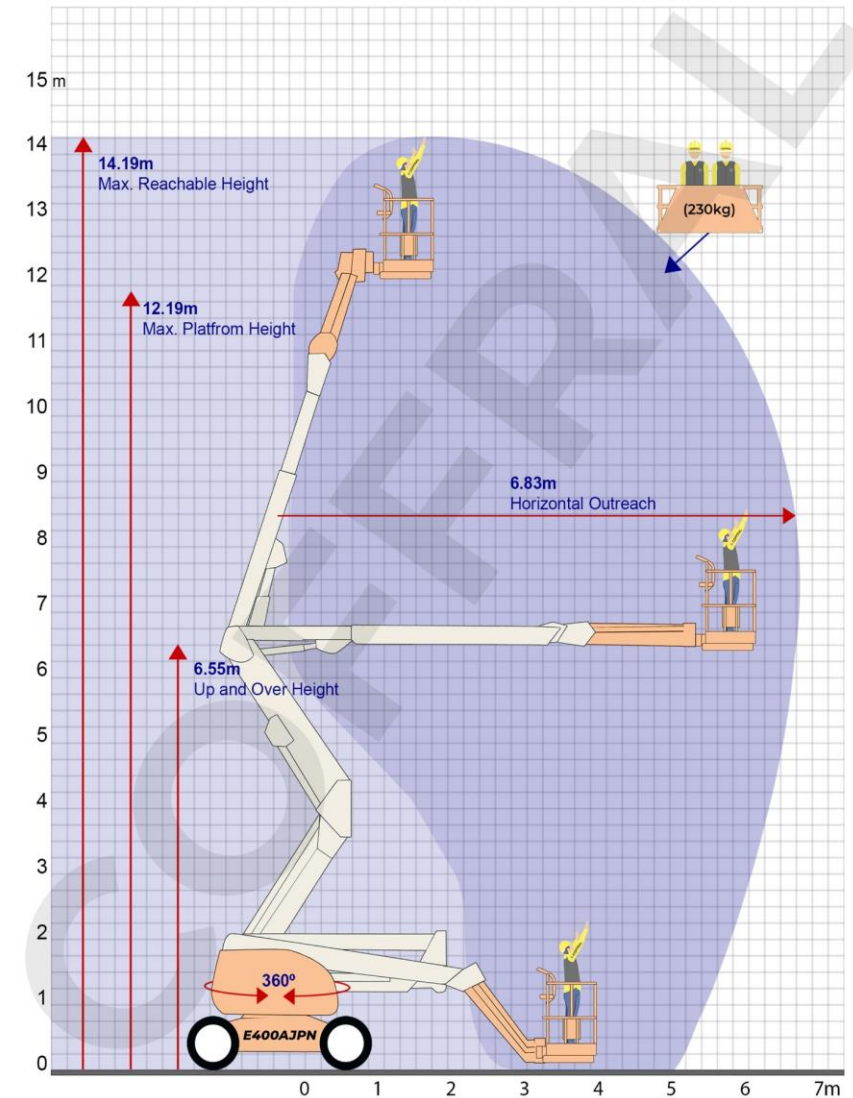 15 m
14
14.19m
Max. Reachable Height
13
(230kg)
12
12.19m
Max. Platfrom Height
11
10
9
6.83m
Horizontal Outreach
8
7
6
6.55m
Up and Over Height
5
4
3
2
1
360º
E400AJPN
0
0 1 2 3 4 5 6 7m
COFFRAL